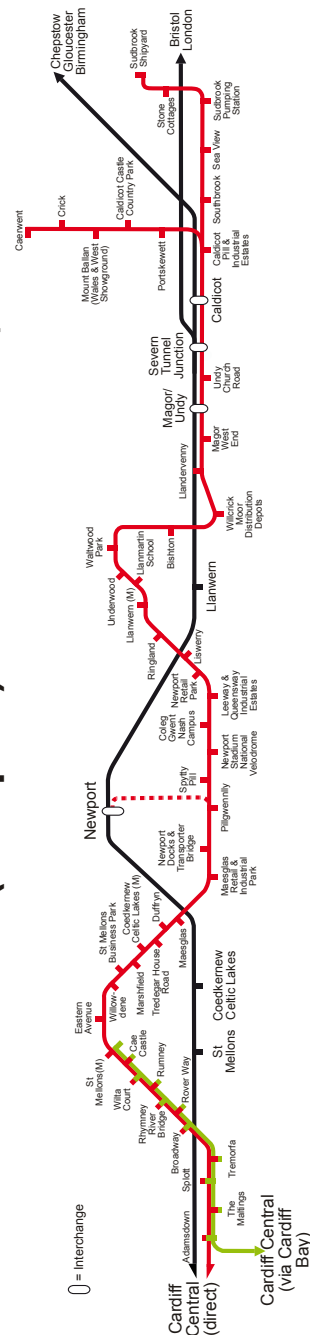 = Interchange
Cardiff
Central
(direct)
Cardiff Central
(via Cardiff
Bay)
Adamsdown
The
Maltings
Splott
Tremorfa
Broadway
Rover Way
Rhymney
River
Bridge
Rumney
Wilta
Court
Cae
Castle
St
Mellons(M)
Eastern
Avenue
Willow-
dene
St Mellons
Business Park
Marshfield
Coedkernew
Celtic Lakes (M)
Tredegar House
Road
Duffryn
Maesglas
St
Mellons
Coedkernew
Celtic Lakes
Maesglas
Retail &
Industrial
Park
Newport
Docks &
Transporter
Bridge
Newport
Pillgwennlly
Spytty
Pill
Newport
Stadium
National
Velodrome
Coleg
Gwent
Nash
Campus
Leeway &
Queensway
Industrial
Estates
Newport
Retail
Park
Liswerry
Ringland
Llanwern (M)
Llanmartin
School
Underwood
Waltwood
Park
Llanwern
Bishton
Willcrick
Moor
Distribution
Depots
Llandervenny
Magor
West
End
Magor/
Undy
Undy
Church
Road
Severn
Tunnel
Junction
Caldicot
Caldicot
Pill &
Industrial
Estates
Portskewett
Caldicot Castle
Country Park
Mount Ballan
(Wales & West
Showground)
Crick
Caerwent
Southbrook
Sea View
Sudbrook
Pumping
Station
Stone
Cottages
Sudbrook
Shipyard
Bristol
London
Chepstow
Gloucester
Birmingham